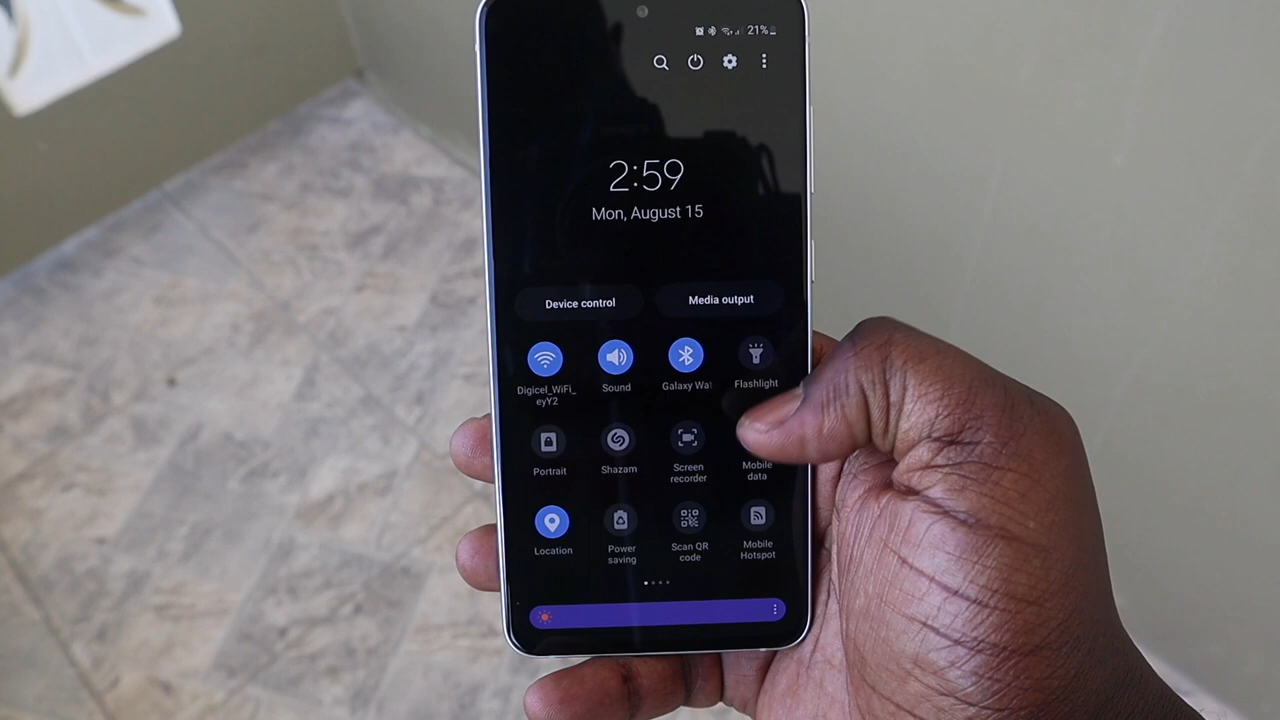 21%
2:59
Mon, August 15
Device control
Media output
Digicel_WiFi_
eyY2
Sound
Galaxy Wat
Flashlight
Portrait
Shazam
Screen
recorder
Mobile
data
Location
Power
saving
Scan QR
code
Mobile
Hotspot